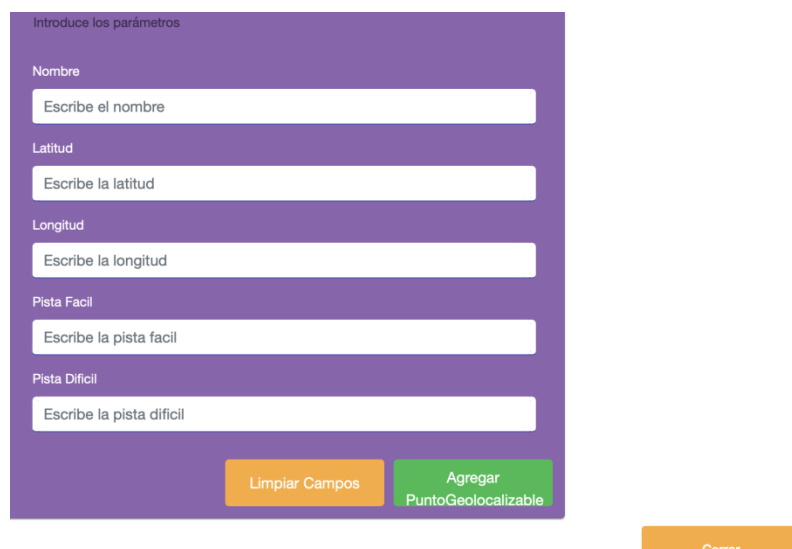 Introduce los parámetros
Nombre
Escribe el nombre
Latitud
Escribe la latitud
Longitud
Escribe la longitud
Pista Facil
Escribe la pista facil
Pista Dificil
Escribe la pista dificil
Limpiar Campos
Agregar
PuntoGeolocalizable
Cerrar